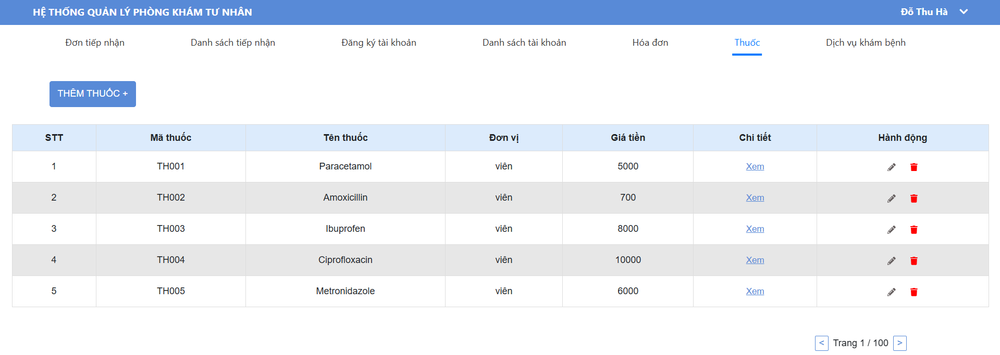 HỆ THỐNG QUẢN LÝ PHÒNG KHÁM TƯ NHÂN Đỗ Thu Hà
Đơn tiếp nhận Danh sách tiếp nhận Đăng ký tài khoản Danh sách tài khoản Hóa đơn Thuốc Dịch vụ khám bệnh
THÊM THUỐC +
STT Mã thuốc Tên thuốc Đơn vị Giá tiền Chi tiết Hành động
1 TH001 Paracetamol viên 5000 Xem
2 TH002 Amoxicillin viên 700 Xem
3 TH003 Ibuprofen viên 8000 Xem
4 TH004 Ciprofloxacin viên 10000 Xem
5 TH005 Metronidazole viên 6000 Xem
< Trang 1 / 100 >